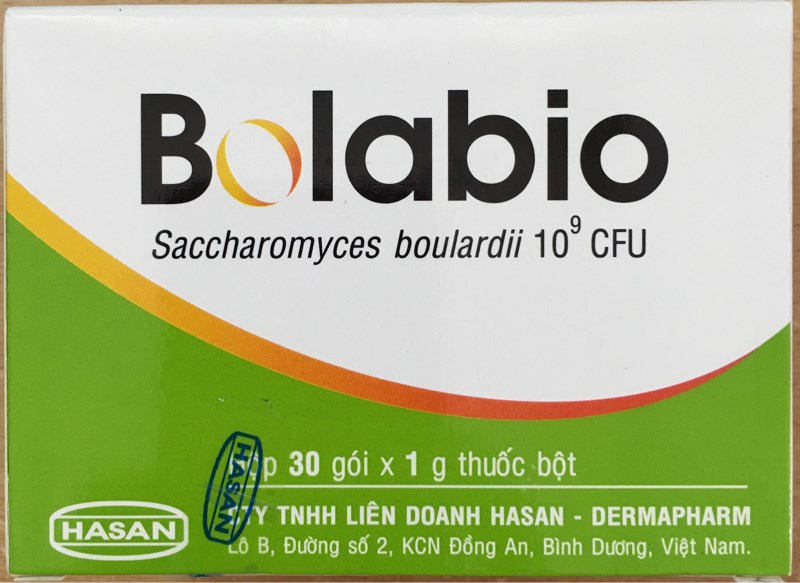 Bolabio
Saccharomyces boulardii 10⁹ CFU
30 gói x 1 g thuốc bột
HASAN
TY TNHH LIÊN DOANH HASAN - DERMAPHARM
Lô B, Đường số 2, KCN Đồng An, Bình Dương, Việt Nam.
HASAN